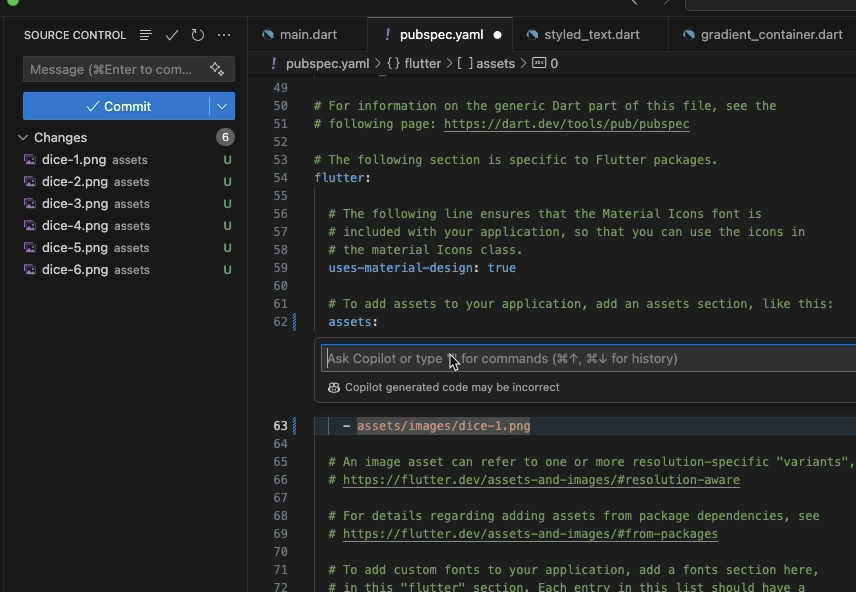 SOURCE CONTROL
Message (⌘Enter to com...
Commit
Changes 6
dice-1.png assets U
dice-2.png assets U
dice-3.png assets U
dice-4.png assets U
dice-5.png assets U
dice-6.png assets U
main.dart ! pubspec.yaml styled_text.dart gradient_container.dart
! pubspec.yaml > {} flutter > [ ] assets > abc 0
49
50 # For information on the generic Dart part of this file, see the
51 # following page: https://dart.dev/tools/pub/pubspec
52
53 # The following section is specific to Flutter packages.
54 flutter:
55
56 # The following line ensures that the Material Icons font is
57 # included with your application, so that you can use the icons in
58 # the material Icons class.
59 uses-material-design: true
60
61 # To add assets to your application, add an assets section, like this:
62 assets:
Ask Copilot or type for commands (⌘↑, ⌘↓ for history)
Copilot generated code may be incorrect
63 - assets/images/dice-1.png
64
65 # An image asset can refer to one or more resolution-specific "variants",
66 # https://flutter.dev/assets-and-images/#resolution-aware
67
68 # For details regarding adding assets from package dependencies, see
69 # https://flutter.dev/assets-and-images/#from-packages
70
71 # To add custom fonts to your application, add a fonts section here,
72 # in this "flutter" section. Each entry in this list should have a